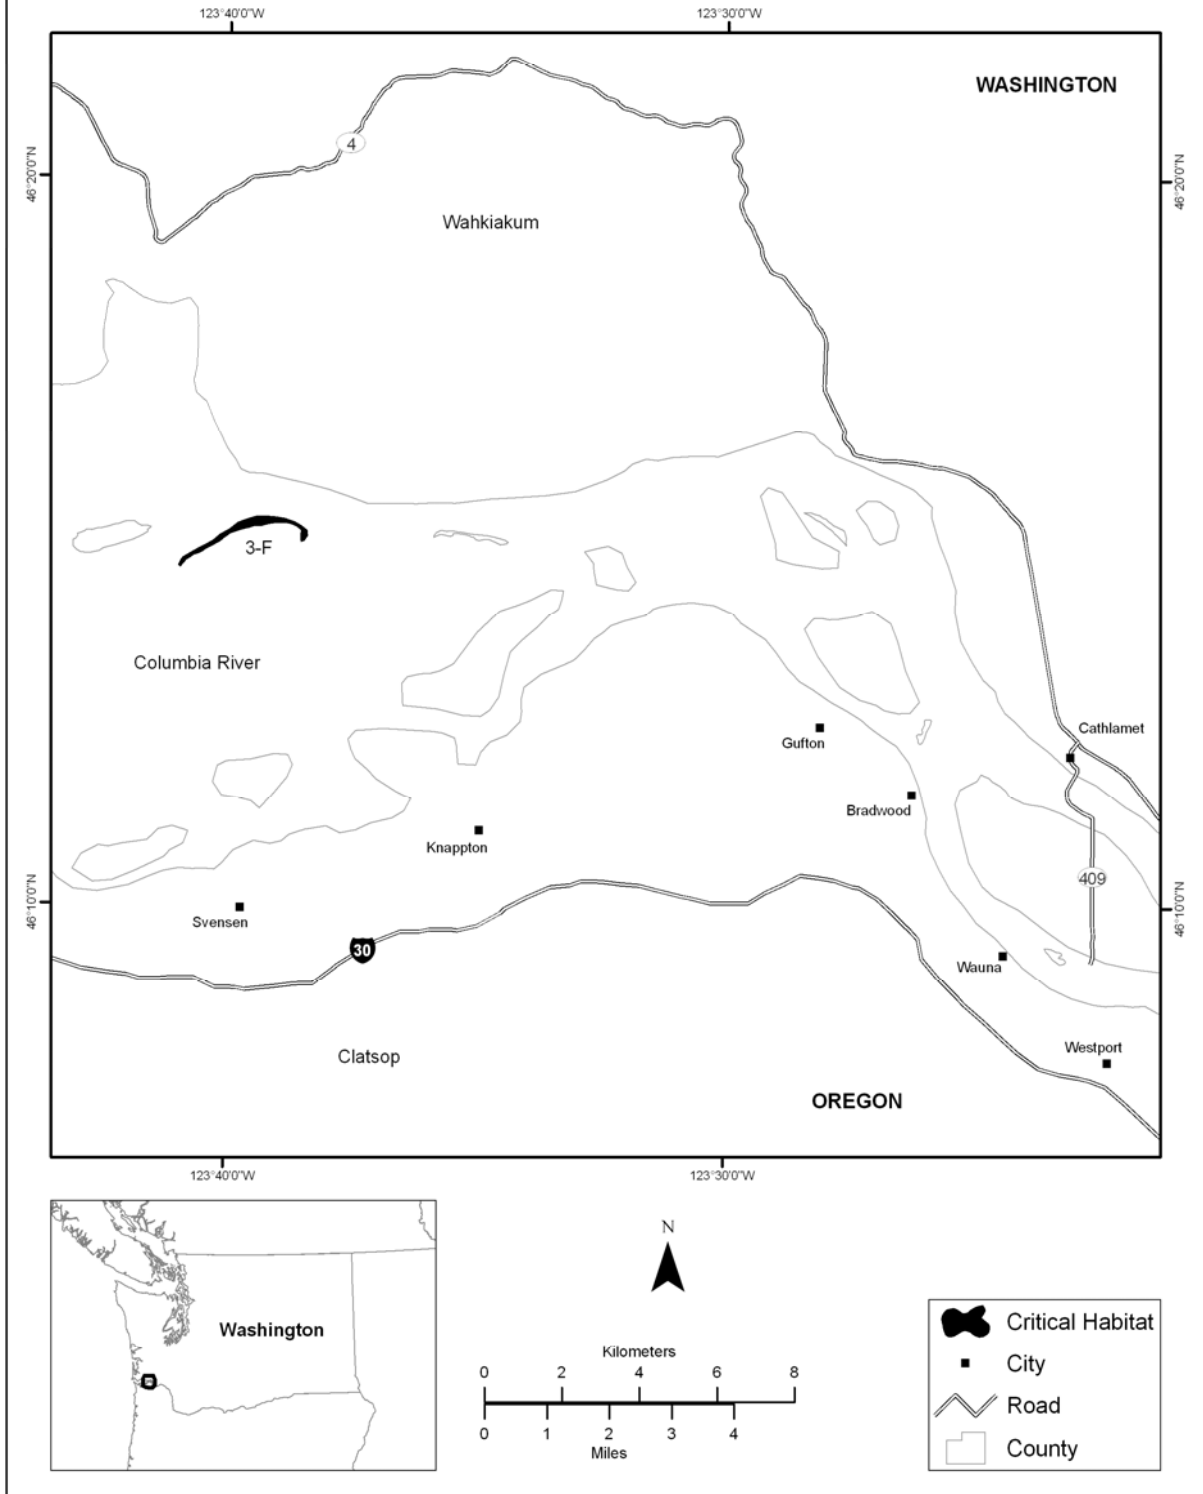 123°40'0"W 123°30'0"W
WASHINGTON
4
46°20'0"N 46°20'0"N
Wahkiakum
3-F
Columbia River
Cathlamet
Gufton
Bradwood
Knappton
409
46°10'0"N 46°10'0"N
Svensen
30
Wauna
Westport
Clatsop
OREGON
123°40'0"W 123°30'0"W
N
Washington
Kilometers
0 2 4 6 8
0 1 2 3 4
Miles
Critical Habitat
City
Road
County